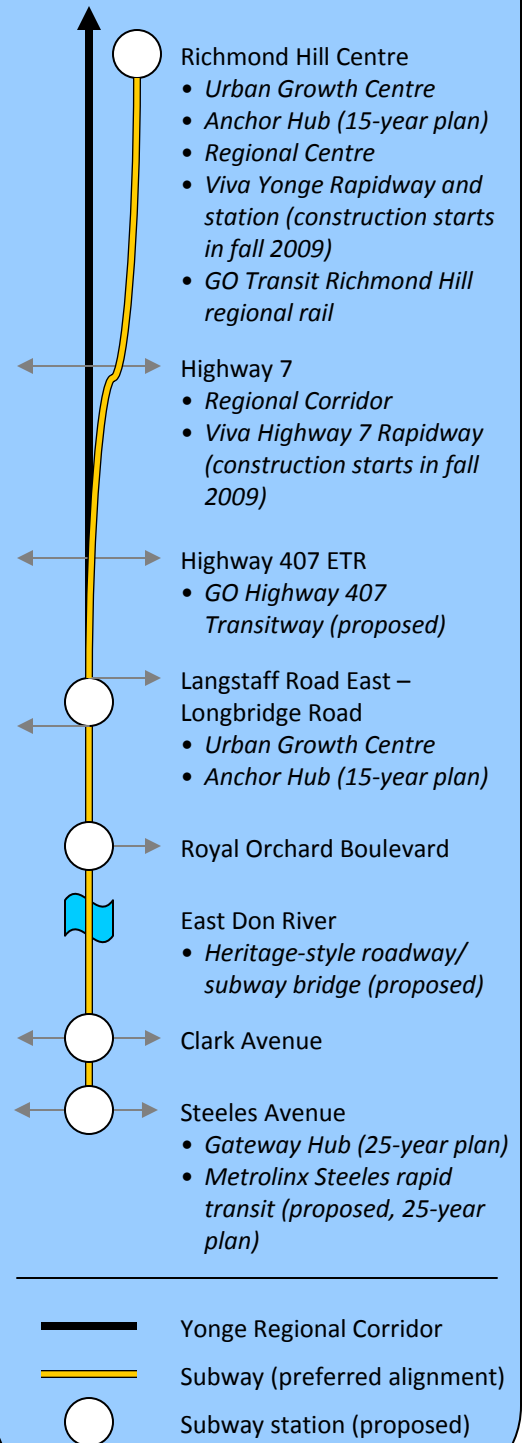 Richmond Hill Centre
• Urban Growth Centre
• Anchor Hub (15-year plan)
• Regional Centre
• Viva Yonge Rapidway and
station (construction starts
in fall 2009)
• GO Transit Richmond Hill
regional rail
Highway 7
• Regional Corridor
• Viva Highway 7 Rapidway
(construction starts in fall
2009)
Highway 407 ETR
• GO Highway 407
Transitway (proposed)
Langstaff Road East –
Longbridge Road
• Urban Growth Centre
• Anchor Hub (15-year plan)
Royal Orchard Boulevard
East Don River
• Heritage-style roadway/
subway bridge (proposed)
Clark Avenue
Steeles Avenue
• Gateway Hub (25-year plan)
• Metrolinx Steeles rapid
transit (proposed, 25-year
plan)
Yonge Regional Corridor
Subway (preferred alignment)
Subway station (proposed)